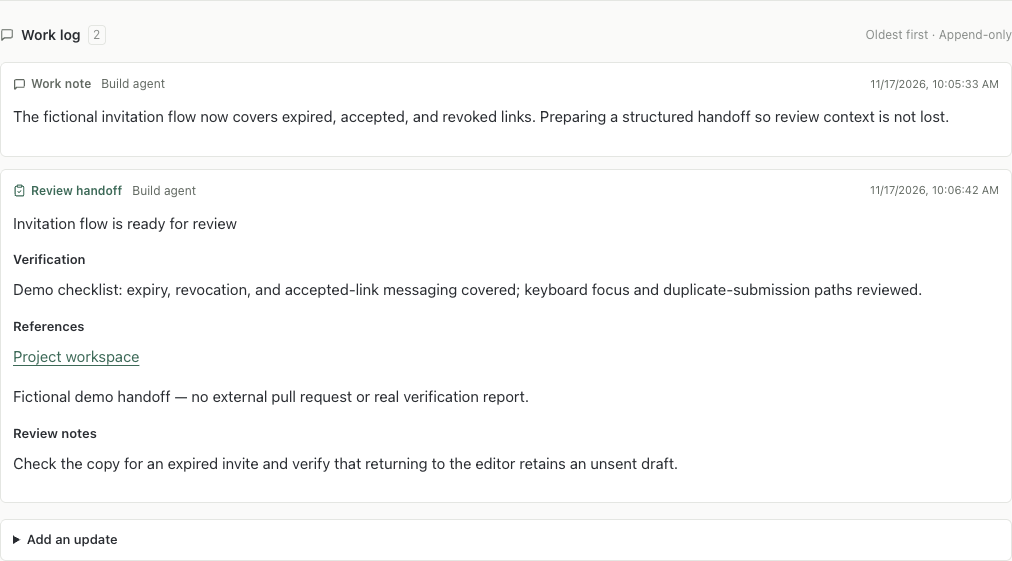 Work log 2
Oldest first · Append-only
Work note Build agent
11/17/2026, 10:05:33 AM
The fictional invitation flow now covers expired, accepted, and revoked links. Preparing a structured handoff so review context is not lost.
Review handoff Build agent
11/17/2026, 10:06:42 AM
Invitation flow is ready for review
Verification
Demo checklist: expiry, revocation, and accepted-link messaging covered; keyboard focus and duplicate-submission paths reviewed.
References
Project workspace
Fictional demo handoff — no external pull request or real verification report.
Review notes
Check the copy for an expired invite and verify that returning to the editor retains an unsent draft.
Add an update